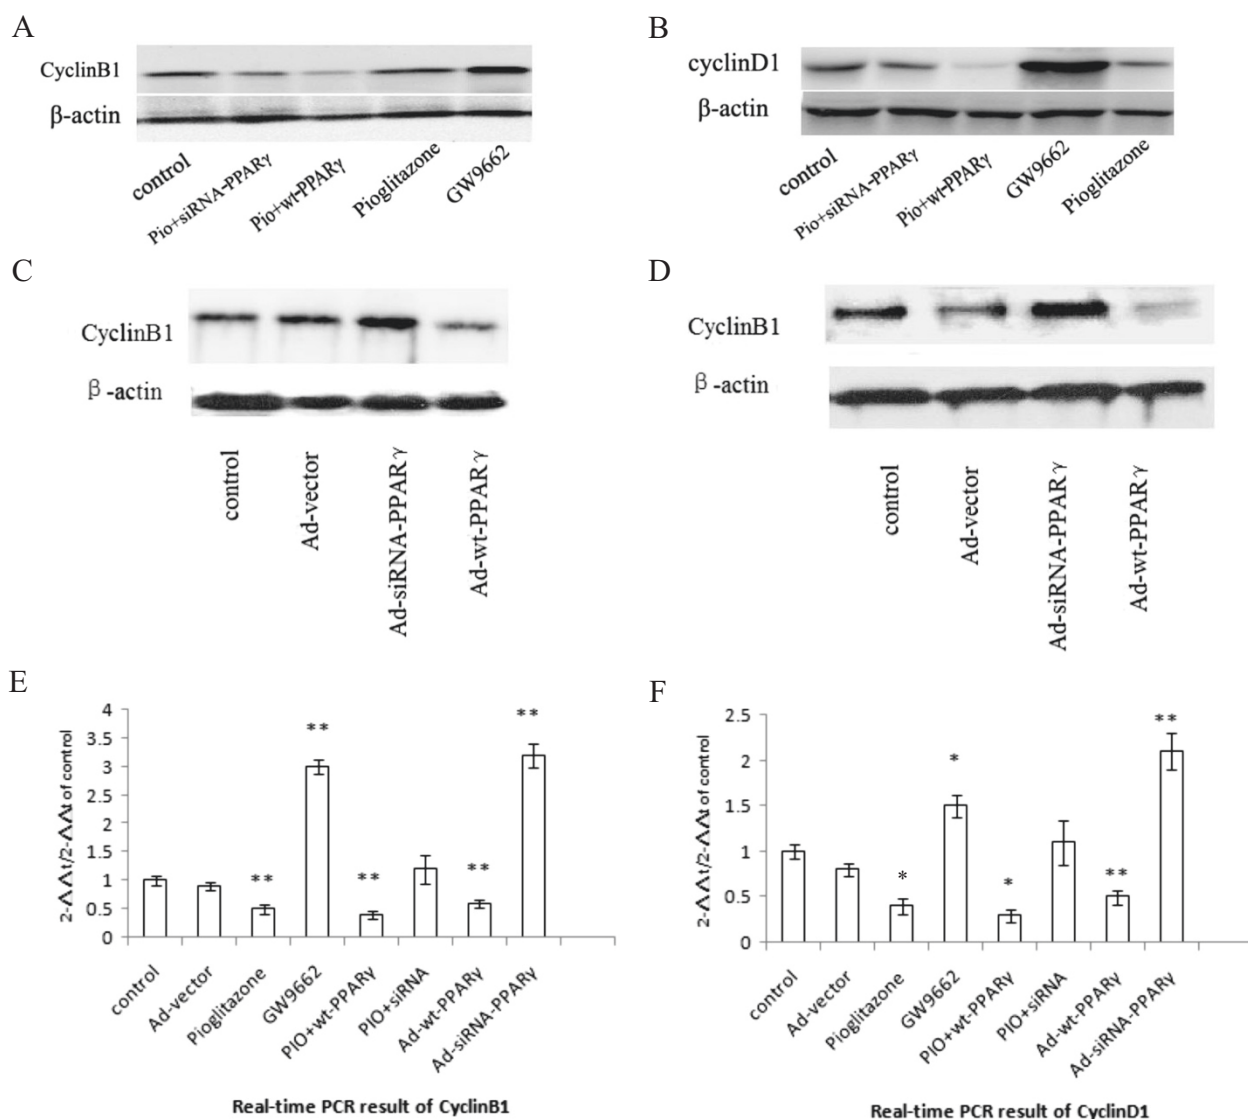 A
CyclinB1
β-actin
control
Pio+siRNA-PPARγ
Pio+wt-PPARγ
Pioglitazone
GW9662
B
cyclinD1
β-actin
control
Pio+siRNA-PPARγ
Pio+wt-PPARγ
GW9662
Pioglitazone
C
CyclinB1
β-actin
control
Ad-vector
Ad-siRNA-PPARγ
Ad-wt-PPARγ
D
CyclinB1
β-actin
control
Ad-vector
Ad-siRNA-PPARγ
Ad-wt-PPARγ
E
2-ΛΛt/2-ΛΛt of control
4
3.5
3
2.5
2
1.5
1
0.5
0
**
**
**
**
**
control
Ad-vector
Pioglitazone
GW9662
PIO+wt-PPARγ
PIO+siRNA
Ad-wt-PPARγ
Ad-siRNA-PPARγ
Real-time PCR result of CyclinB1
F
2-ΛΛt/2-ΛΛt of control
2.5
2
1.5
1
0.5
0
*
*
*
**
**
control
Ad-vector
Pioglitazone
GW9662
PIO+wt-PPARγ
PIO+siRNA
Ad-wt-PPARγ
Ad-siRNA-PPARγ
Real-time PCR result of CyclinD1